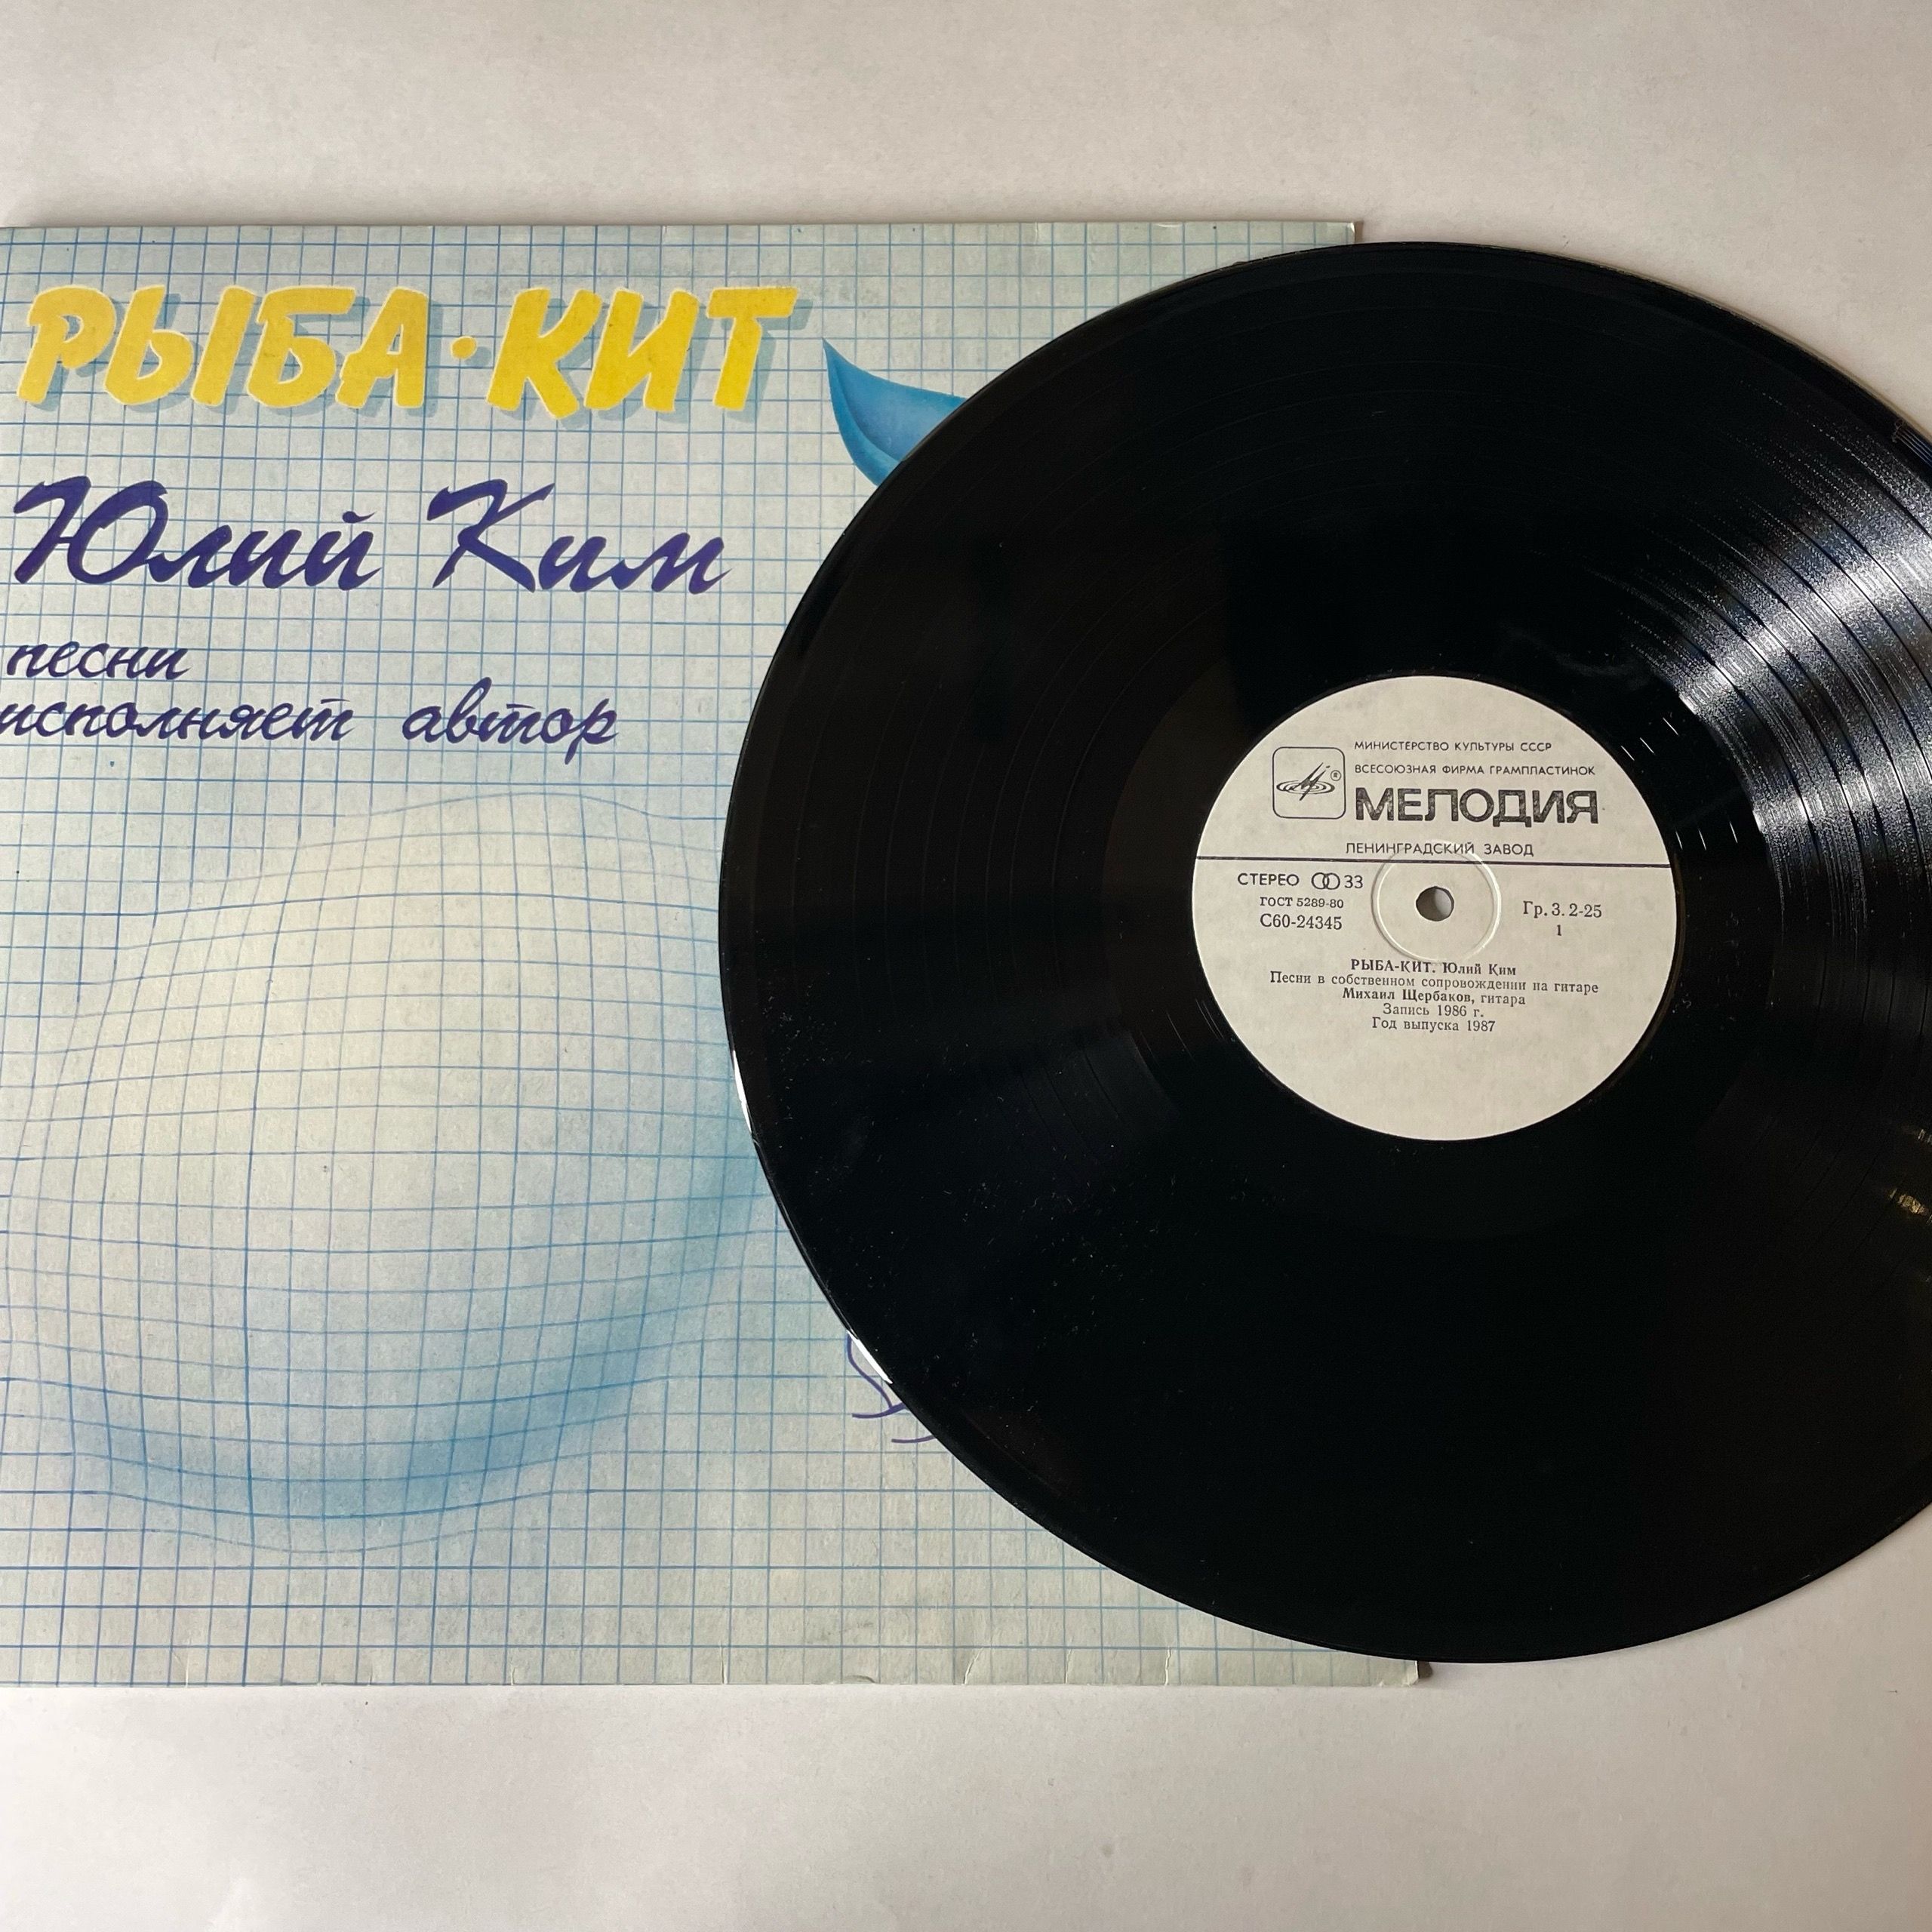 РЫБА·КИТ
Юлий Ким
песни
исполняет автор
МИНИСТЕРСТВО КУЛЬТУРЫ СССР
ВСЕСОЮЗНАЯ ФИРМА ГРАМПЛАСТИНОК
®
МЕЛОДИЯ
ЛЕНИНГРАДСКИЙ ЗАВОД
СТЕРЕО 33
ГОСТ 5289-80
С60-24345
Гр. 3. 2-25
1
РЫБА-КИТ. Юлий Ким
Песни в собственном сопровождении на гитаре
Михаил Щербаков, гитара
Запись 1986 г.
Год выпуска 1987